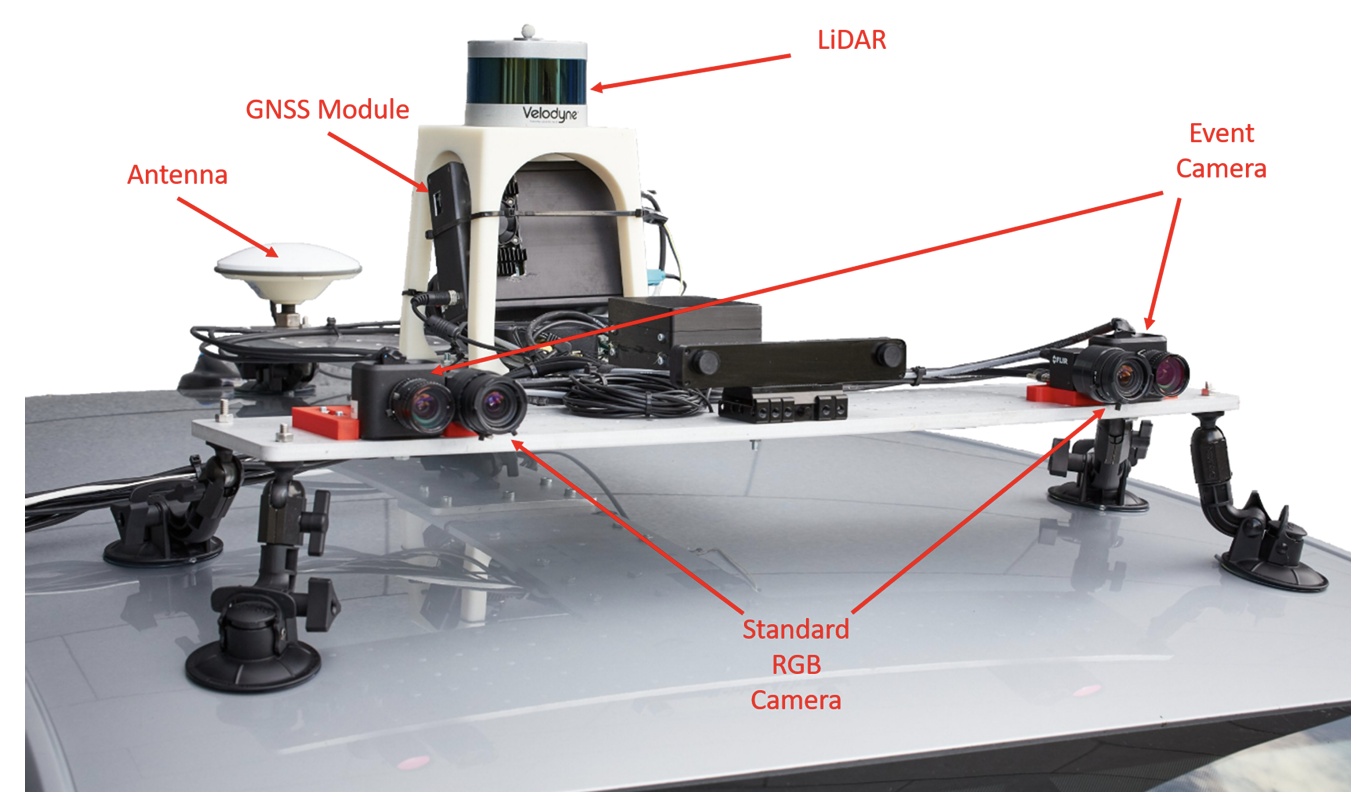 LiDAR
GNSS Module
Velodyne
Event
Camera
Antenna
FLIR
Standard
RGB
Camera